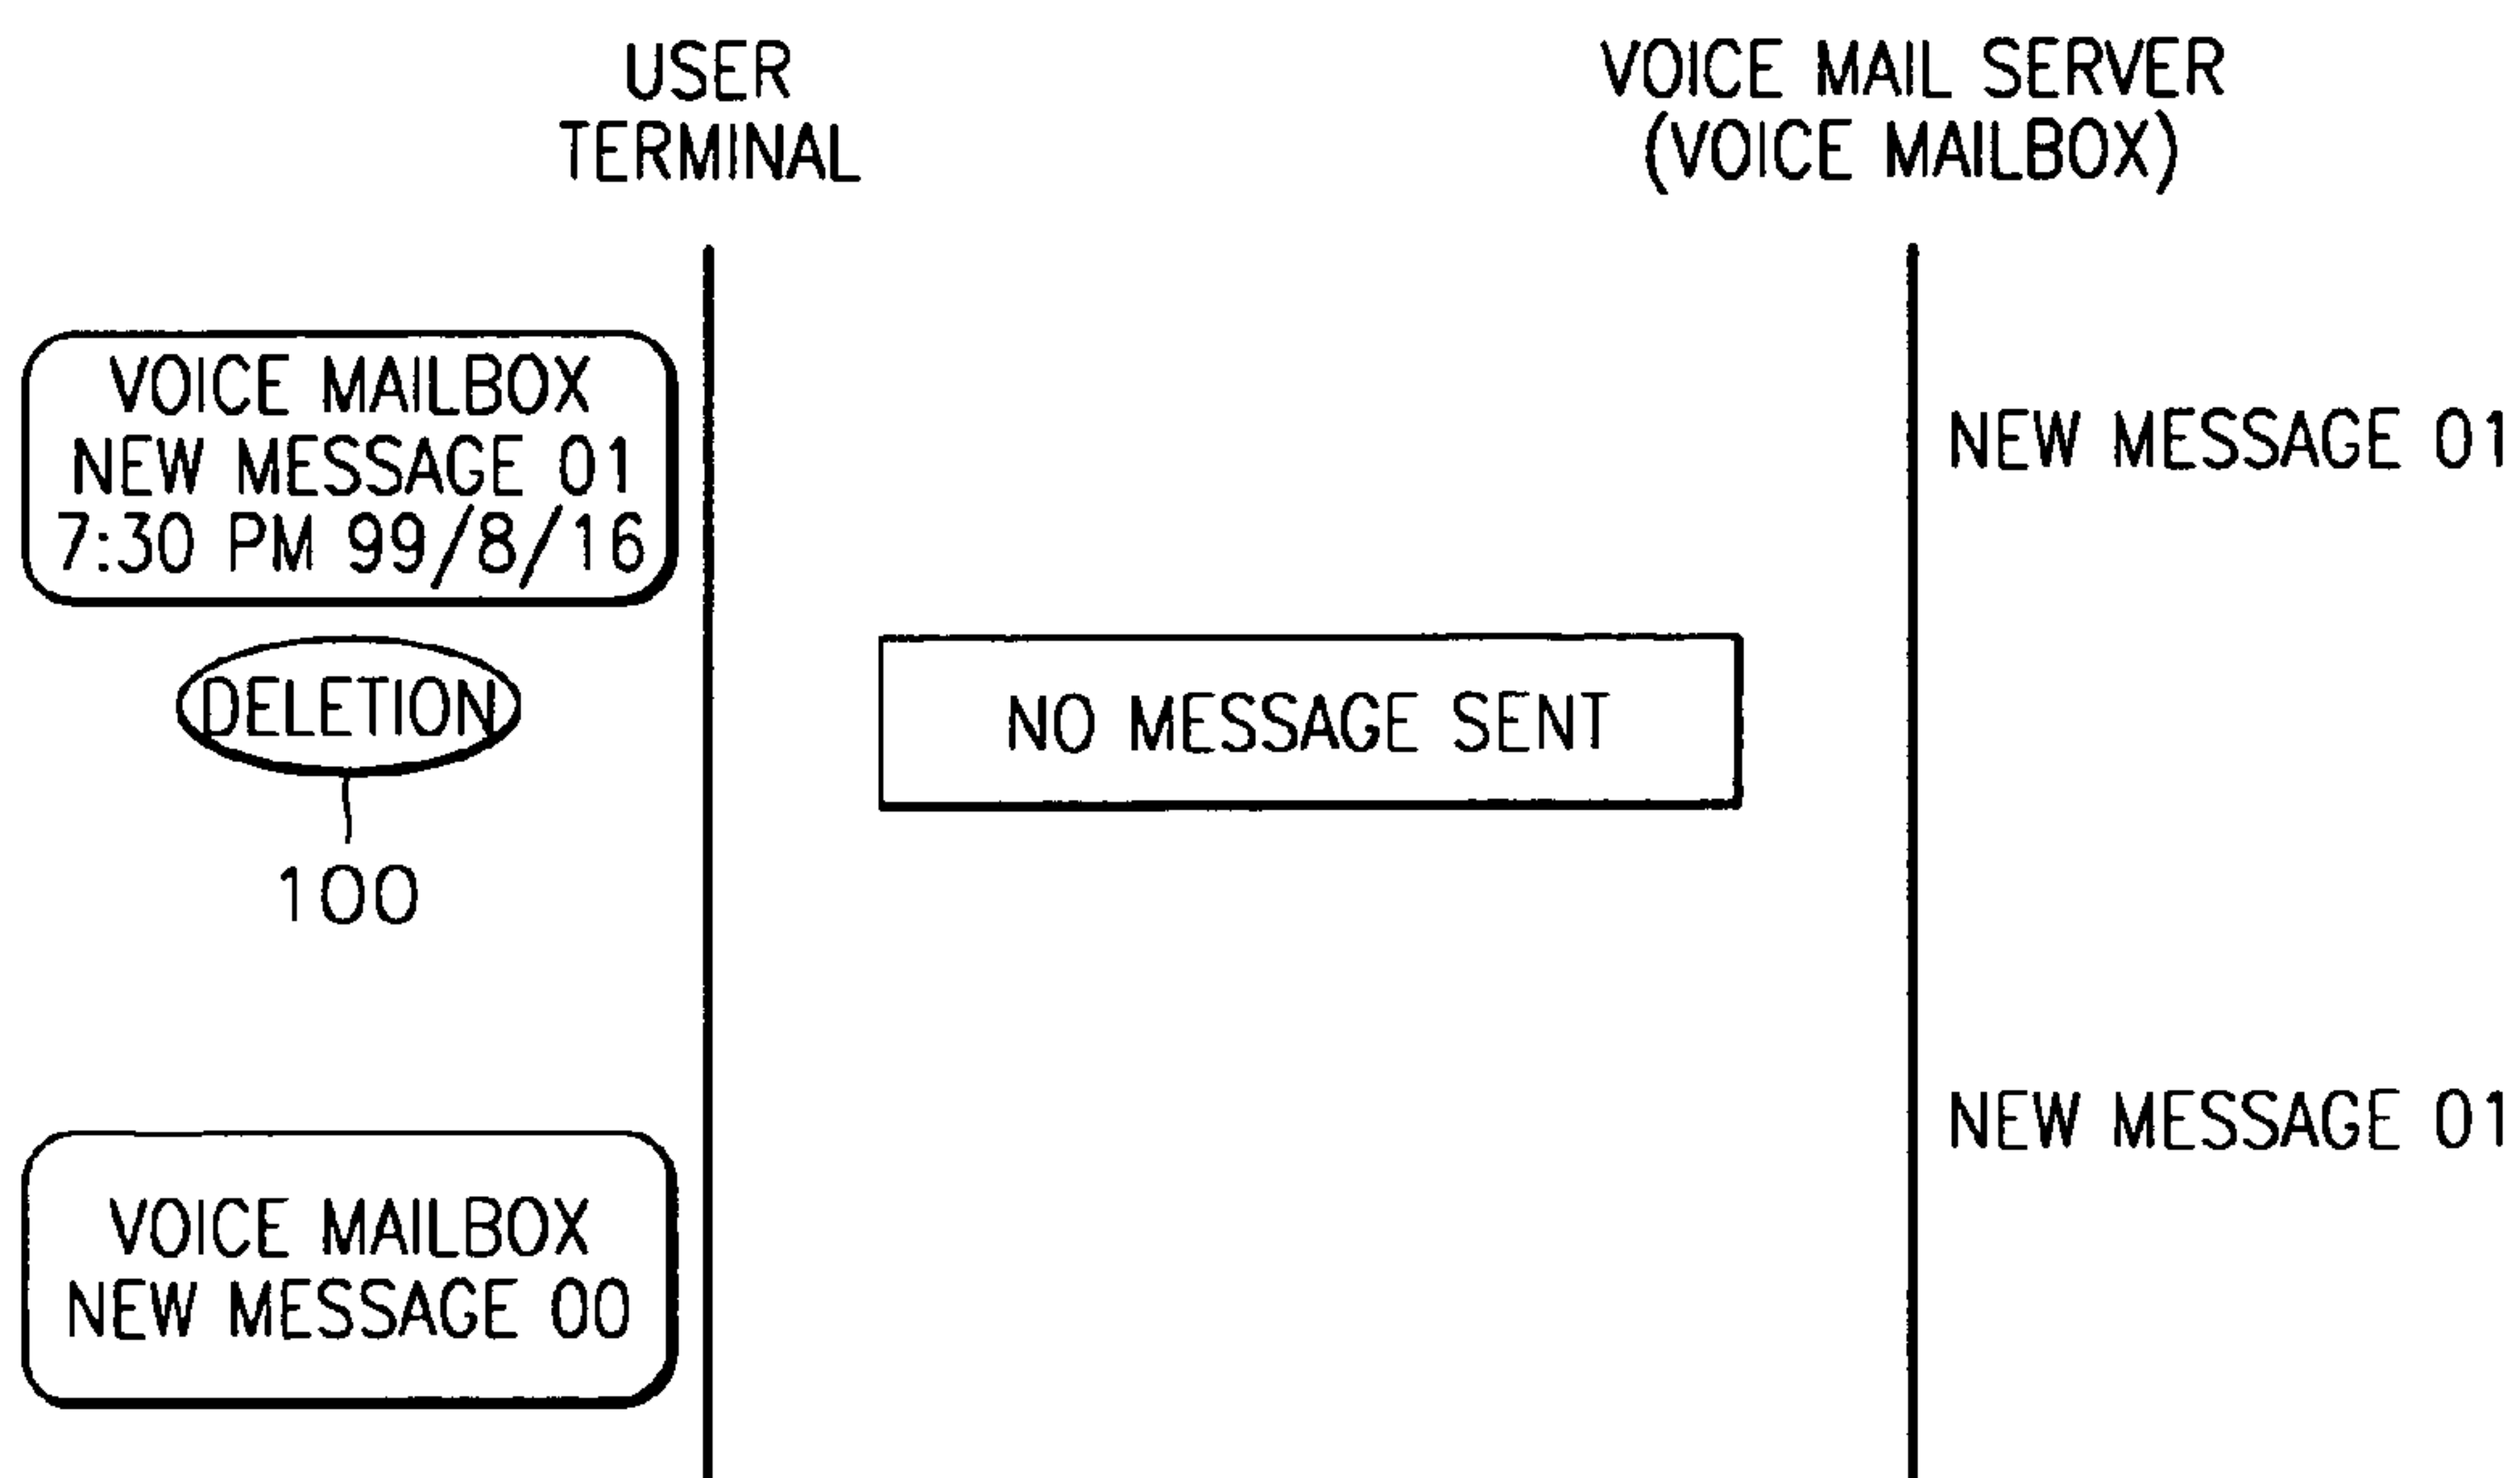 USER
TERMINAL
VOICE MAIL SERVER
(VOICE MAILBOX)
VOICE MAILBOX
NEW MESSAGE 01
7:30 PM 99/8/16
NEW MESSAGE 01
DELETION
NO MESSAGE SENT
100
NEW MESSAGE 01
VOICE MAILBOX
NEW MESSAGE 00